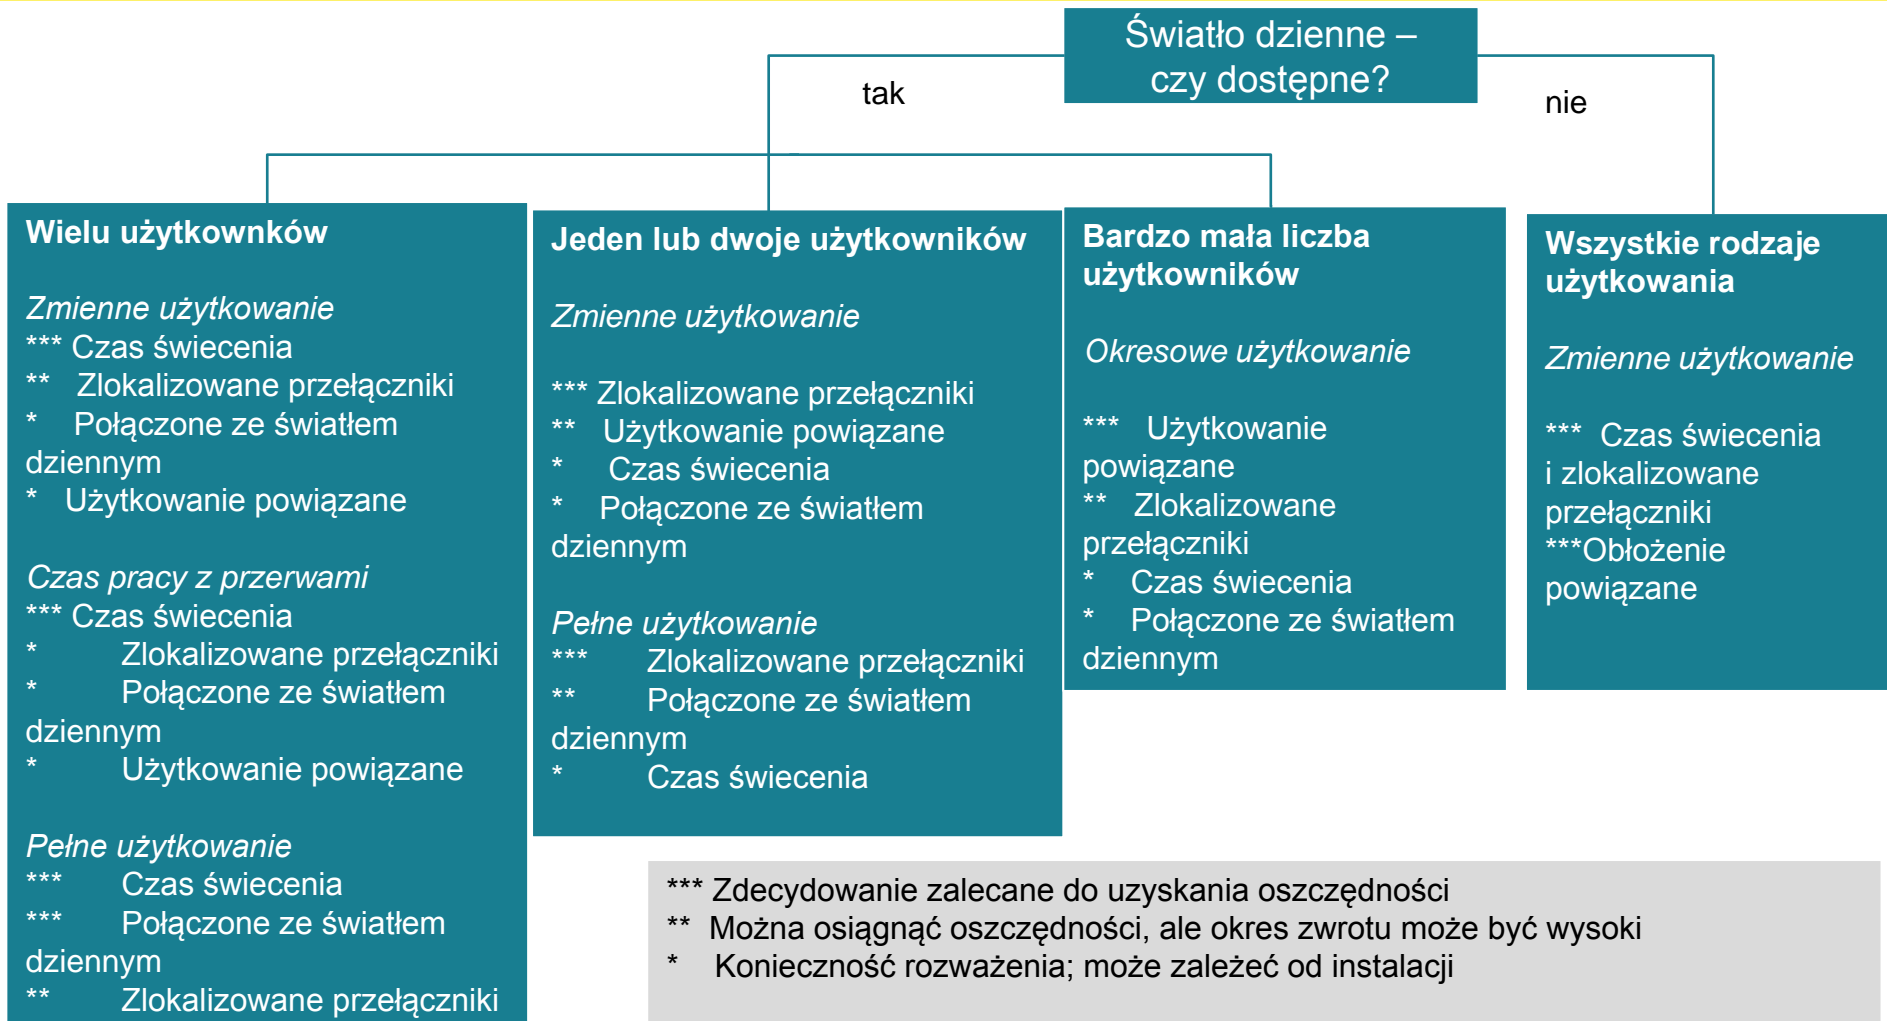 Światło dzienne –
czy dostępne?
tak
nie
Wielu użytkownków
Zmienne użytkowanie
*** Czas świecenia
** Zlokalizowane przełączniki
* Połączone ze światłem
dziennym
* Użytkowanie powiązane
Czas pracy z przerwami
*** Czas świecenia
* Zlokalizowane przełączniki
* Połączone ze światłem
dziennym
* Użytkowanie powiązane
Pełne użytkowanie
*** Czas świecenia
*** Połączone ze światłem
dziennym
** Zlokalizowane przełączniki
Jeden lub dwoje użytkowników
Zmienne użytkowanie
*** Zlokalizowane przełączniki
** Użytkowanie powiązane
* Czas świecenia
* Połączone ze światłem
dziennym
Pełne użytkowanie
*** Zlokalizowane przełączniki
** Połączone ze światłem
dziennym
* Czas świecenia
Bardzo mała liczba
użytkowników
Okresowe użytkowanie
*** Użytkowanie
powiązane
** Zlokalizowane
przełączniki
* Czas świecenia
* Połączone ze światłem
dziennym
Wszystkie rodzaje
użytkowania
Zmienne użytkowanie
*** Czas świecenia
i zlokalizowane
przełączniki
***Obłożenie
powiązane
*** Zdecydowanie zalecane do uzyskania oszczędności
** Można osiągnąć oszczędności, ale okres zwrotu może być wysoki
* Konieczność rozważenia; może zależeć od instalacji